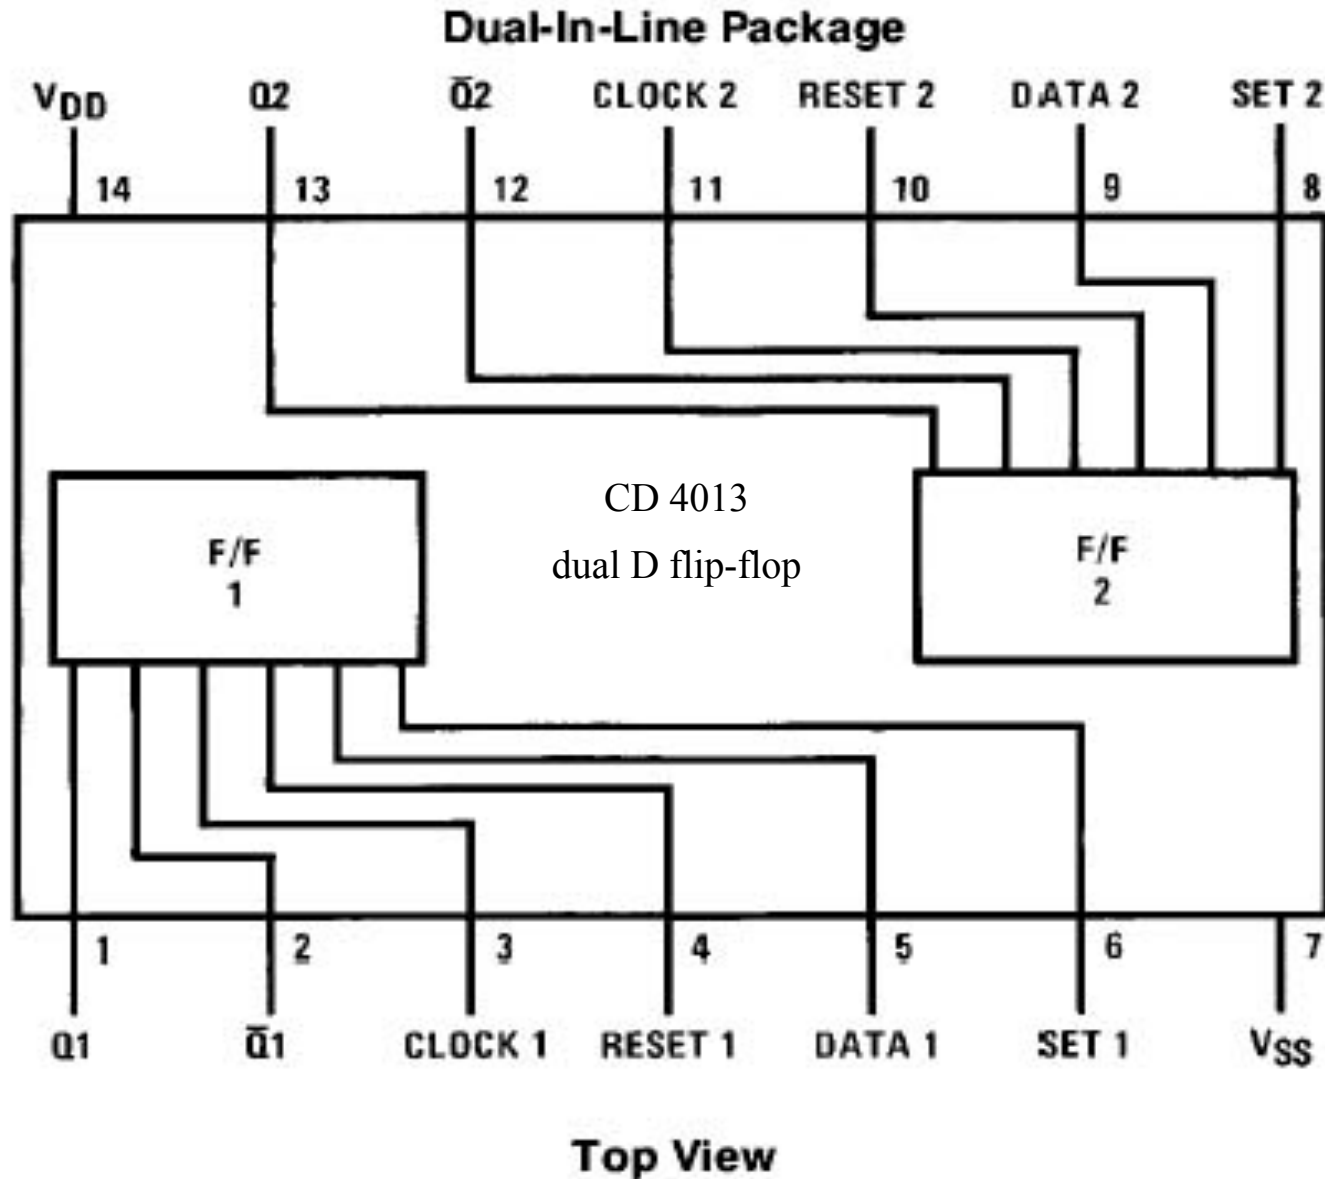 Dual-In-Line Package
VDD Q2 Q̅2 CLOCK 2 RESET 2 DATA 2 SET 2
14 13 12 11 10 9 8
CD 4013
dual D flip-flop
F/F
1
F/F
2
1 2 3 4 5 6 7
Q1 Q̅1 CLOCK 1 RESET 1 DATA 1 SET 1 VSS
Top View